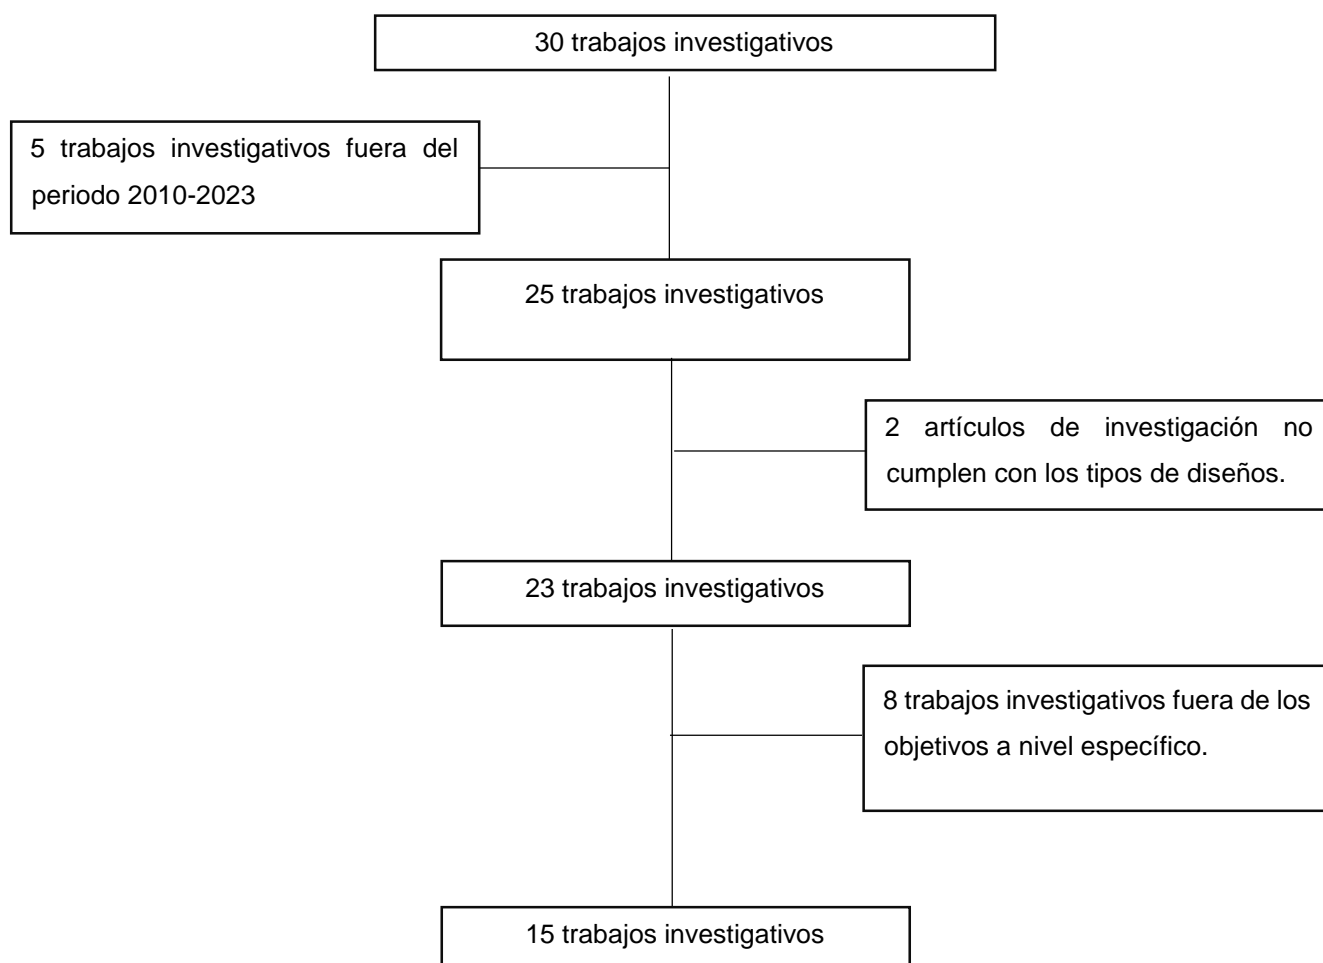 30 trabajos investigativos
5 trabajos investigativos fuera del
periodo 2010-2023
25 trabajos investigativos
2 artículos de investigación no
cumplen con los tipos de diseños.
23 trabajos investigativos
8 trabajos investigativos fuera de los
objetivos a nivel específico.
15 trabajos investigativos